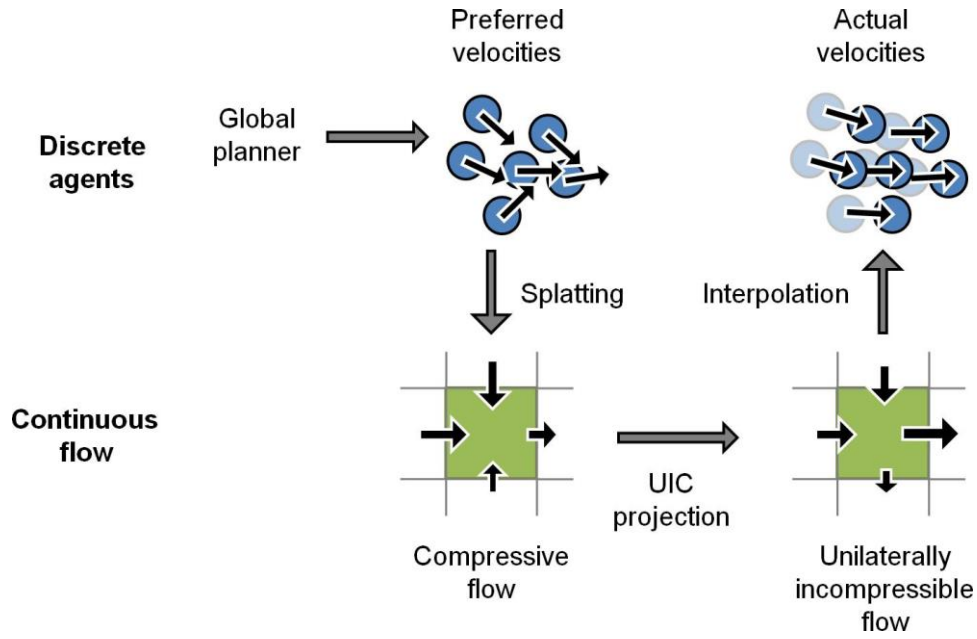 Preferred
velocities
Actual
velocities
Global
planner
Discrete
agents
Splatting
Interpolation
Continuous
flow
UIC
projection
Compressive
flow
Unilaterally
incompressible
flow